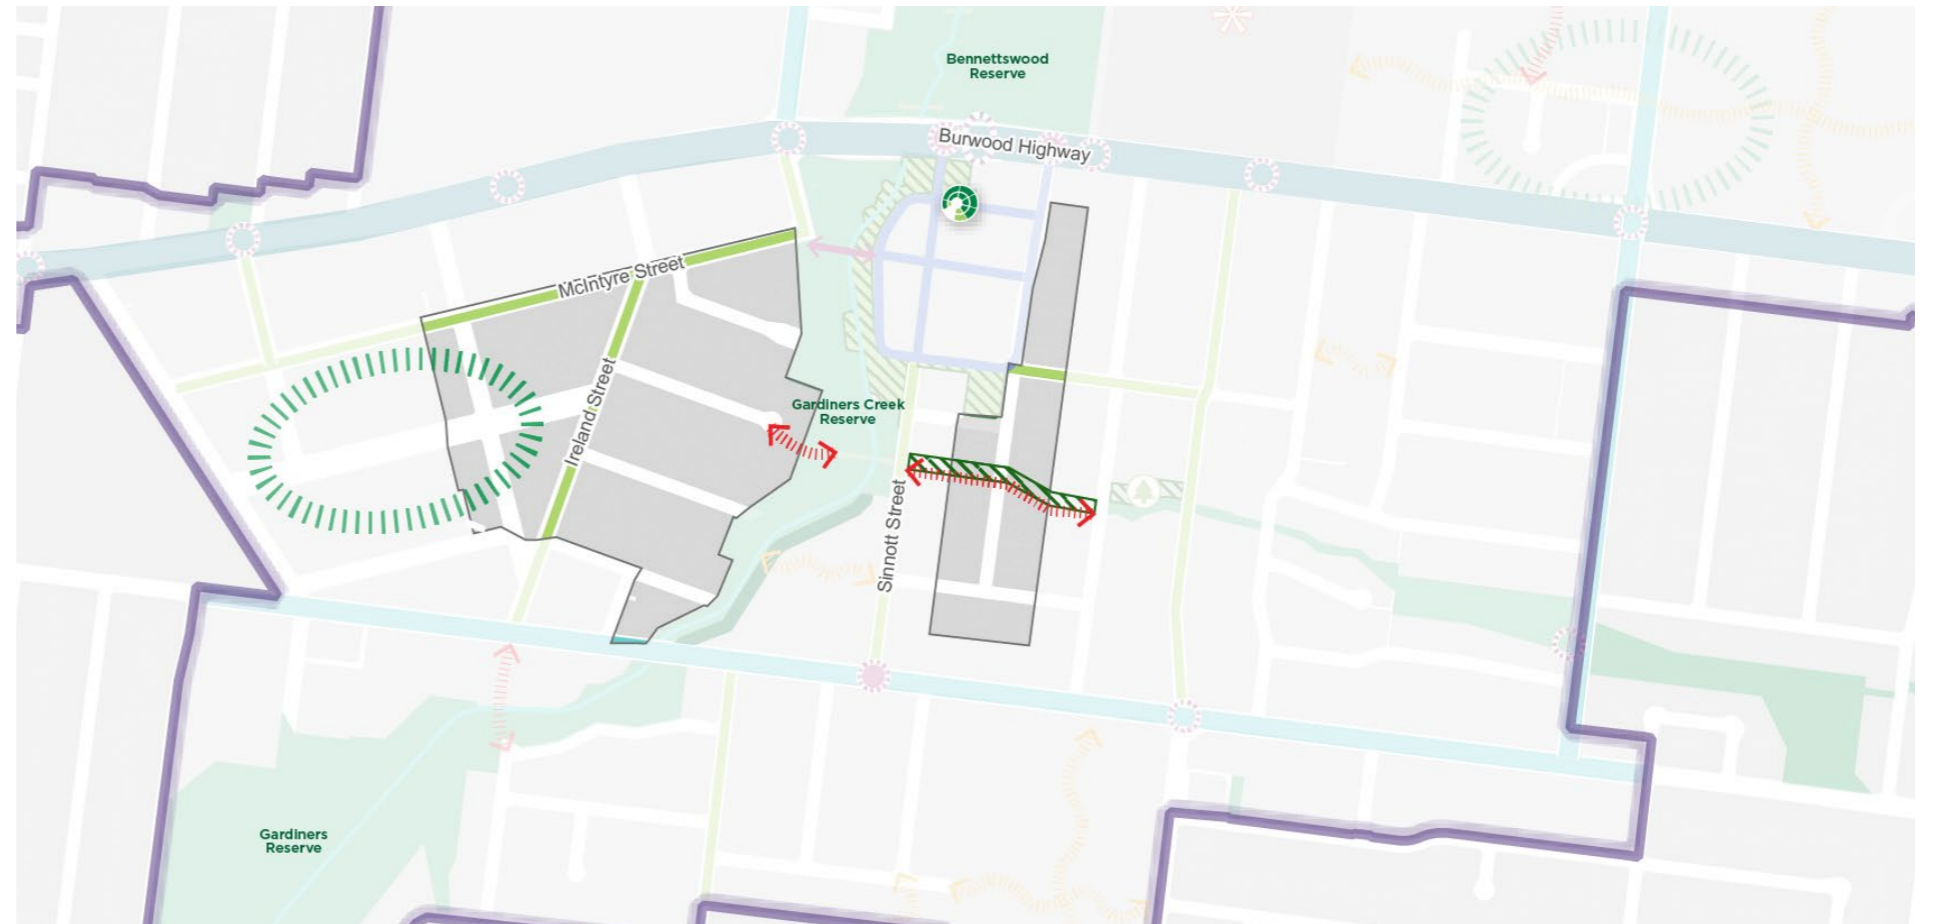 Bennettswood
Reserve
Burwood Highway
McIntyre Street
Ireland Street
Gardiners Creek
Reserve
Sinnott Street
Gardiners
Reserve